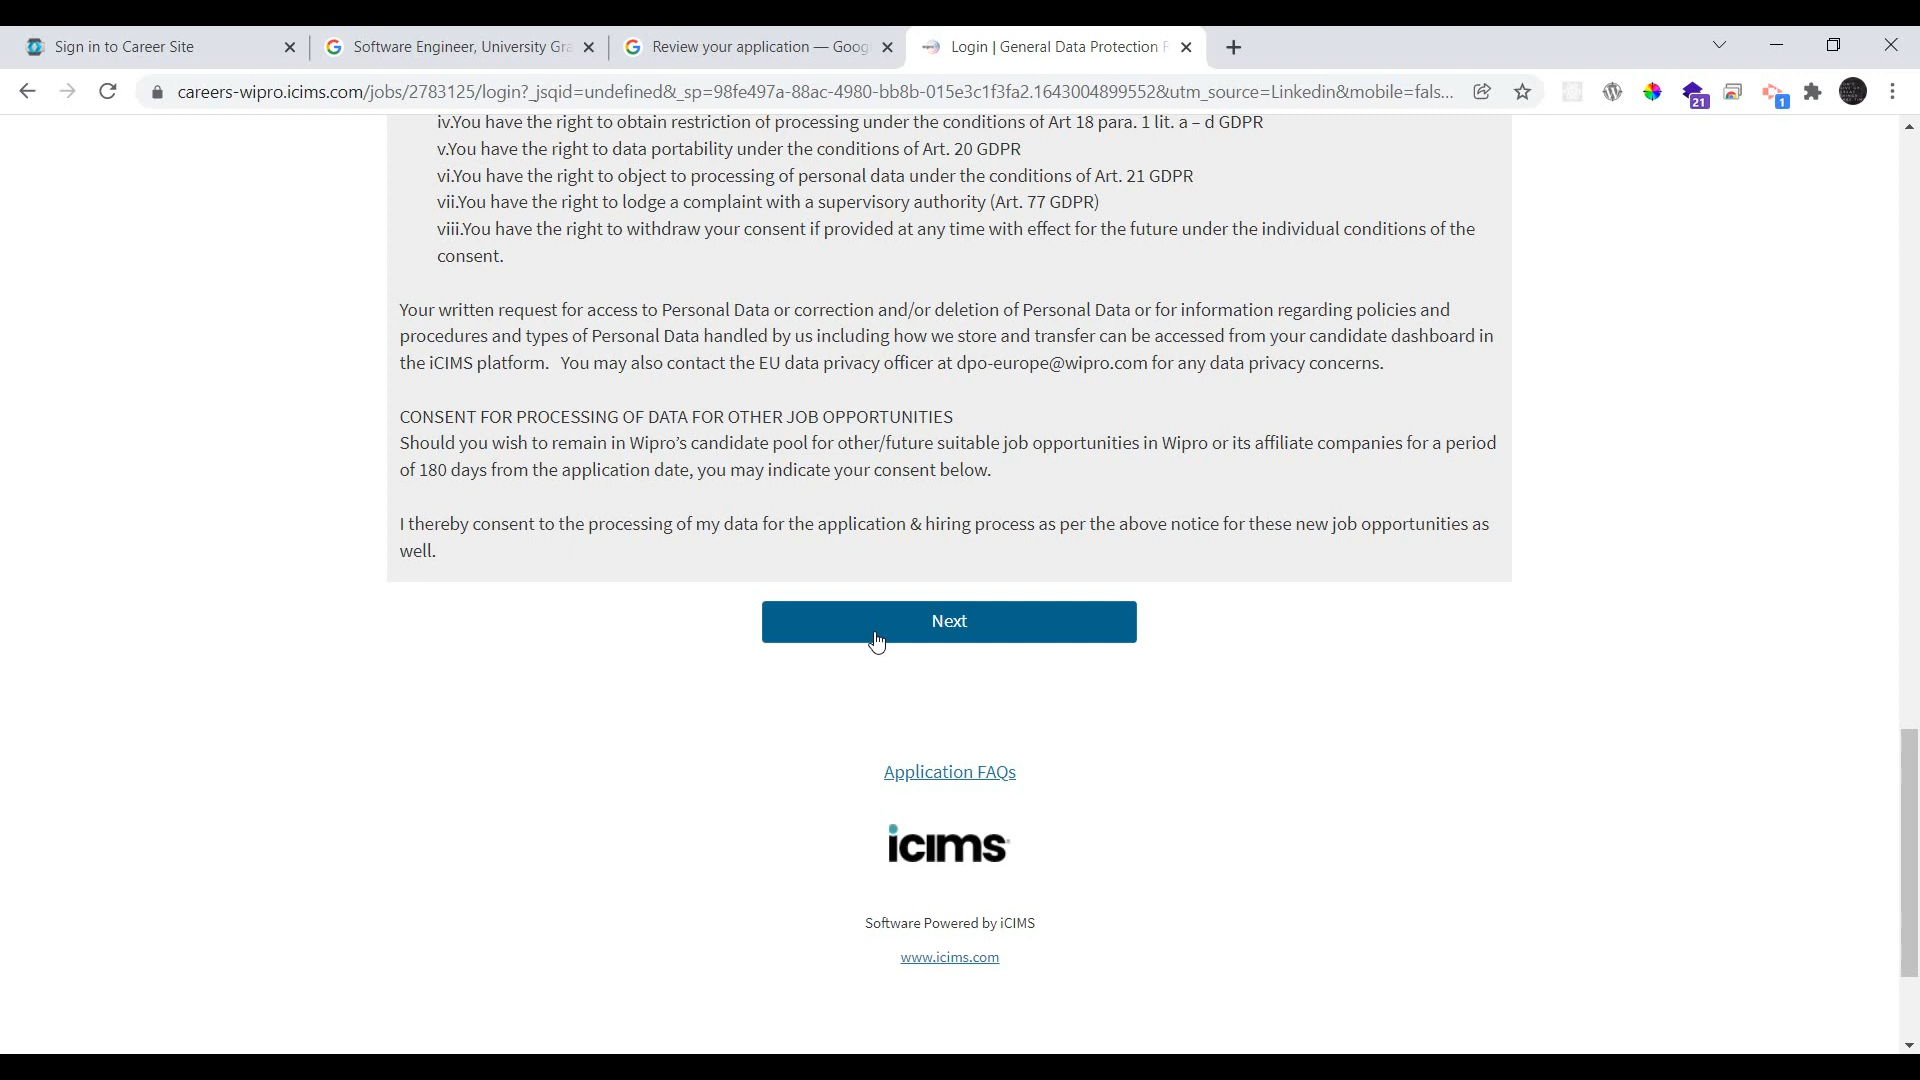 Sign in to Career Site
Software Engineer, University Gra
Review your application — Goog
Login | General Data Protection R
careers-wipro.icims.com/jobs/2783125/login?_jsqid=undefined&_sp=98fe497a-88ac-4980-bb8b-015e3c1f3fa2.1643004899552&utm_source=Linkedin&mobile=fals...
21
1
iv.You have the right to obtain restriction of processing under the conditions of Art 18 para. 1 lit. a – d GDPR
v.You have the right to data portability under the conditions of Art. 20 GDPR
vi.You have the right to object to processing of personal data under the conditions of Art. 21 GDPR
vii.You have the right to lodge a complaint with a supervisory authority (Art. 77 GDPR)
viii.You have the right to withdraw your consent if provided at any time with effect for the future under the individual conditions of the
consent.
Your written request for access to Personal Data or correction and/or deletion of Personal Data or for information regarding policies and
procedures and types of Personal Data handled by us including how we store and transfer can be accessed from your candidate dashboard in
the iCIMS platform. You may also contact the EU data privacy officer at dpo-europe@wipro.com for any data privacy concerns.
CONSENT FOR PROCESSING OF DATA FOR OTHER JOB OPPORTUNITIES
Should you wish to remain in Wipro's candidate pool for other/future suitable job opportunities in Wipro or its affiliate companies for a period
of 180 days from the application date, you may indicate your consent below.
I thereby consent to the processing of my data for the application & hiring process as per the above notice for these new job opportunities as
well.
Next
Application FAQs
icims
Software Powered by iCIMS
www.icims.com